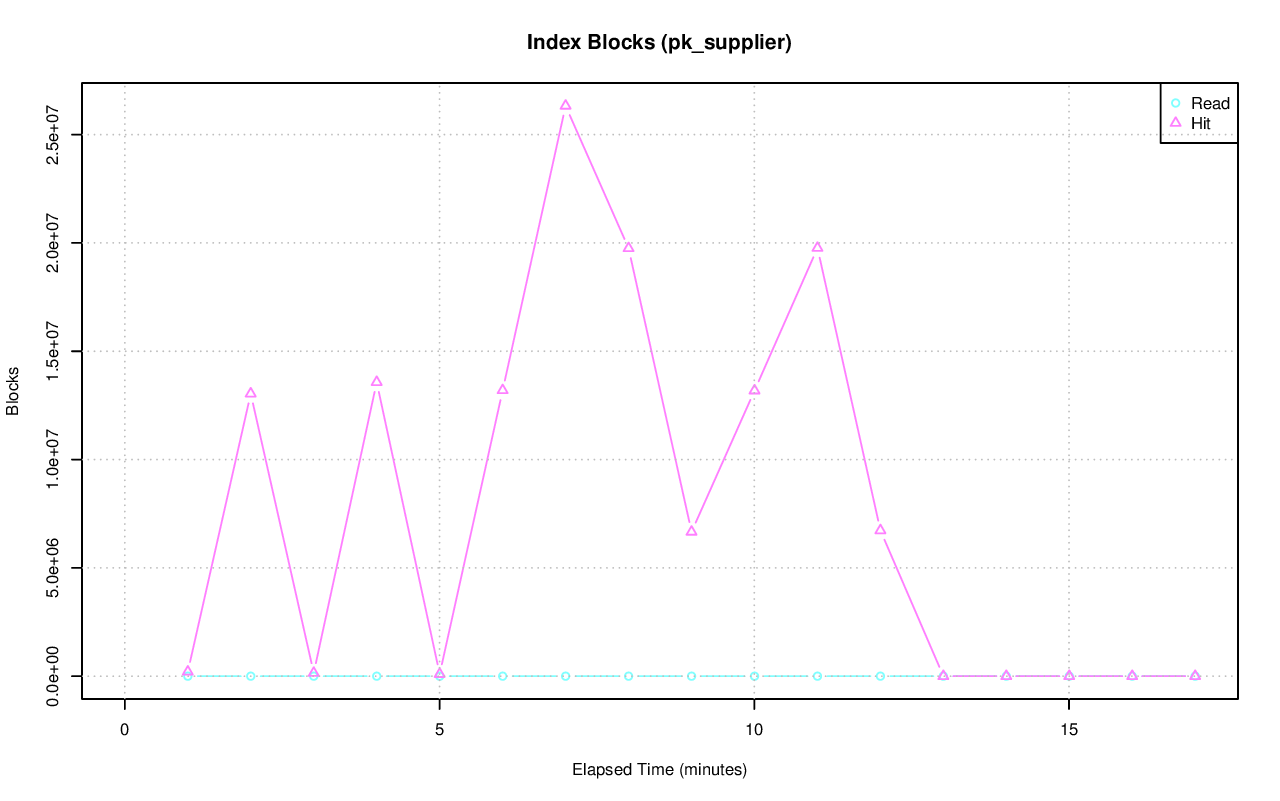 Index Blocks (pk_supplier)
Read
Hit
2.5e+07
2.0e+07
1.5e+07
1.0e+07
5.0e+06
0.0e+00
Blocks
0 5 10 15
Elapsed Time (minutes)